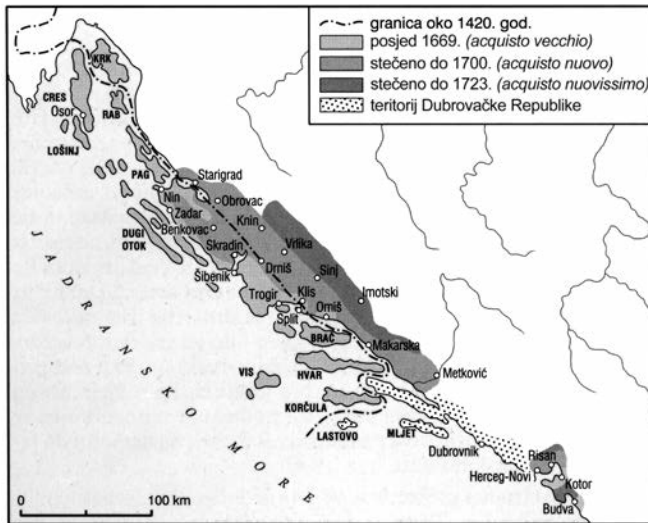 granica oko 1420. god.
posjed 1669. (acquisto vecchio)
stečeno do 1700. (acquisto nuovo)
stečeno do 1723. (acquisto nuovissimo)
teritorij Dubrovačke Republike
KRK
CRES
Osor
RAB
LOŠINJ
PAG
Starigrad
Nin
Obrovac
Zadar
Knin
Benkovac
DUGI
OTOK
Vrlika
Skradin
Drniš
Sinj
Šibenik
Imotski
Trogir
Klis
Omiš
Split
BRAČ
Makarska
VIS
HVAR
Metković
KORČULA
LASTOVO
MLJET
Dubrovnik
Risan
Herceg-Novi
Kotor
Budva
JADRANSKO MORE
0 100 km